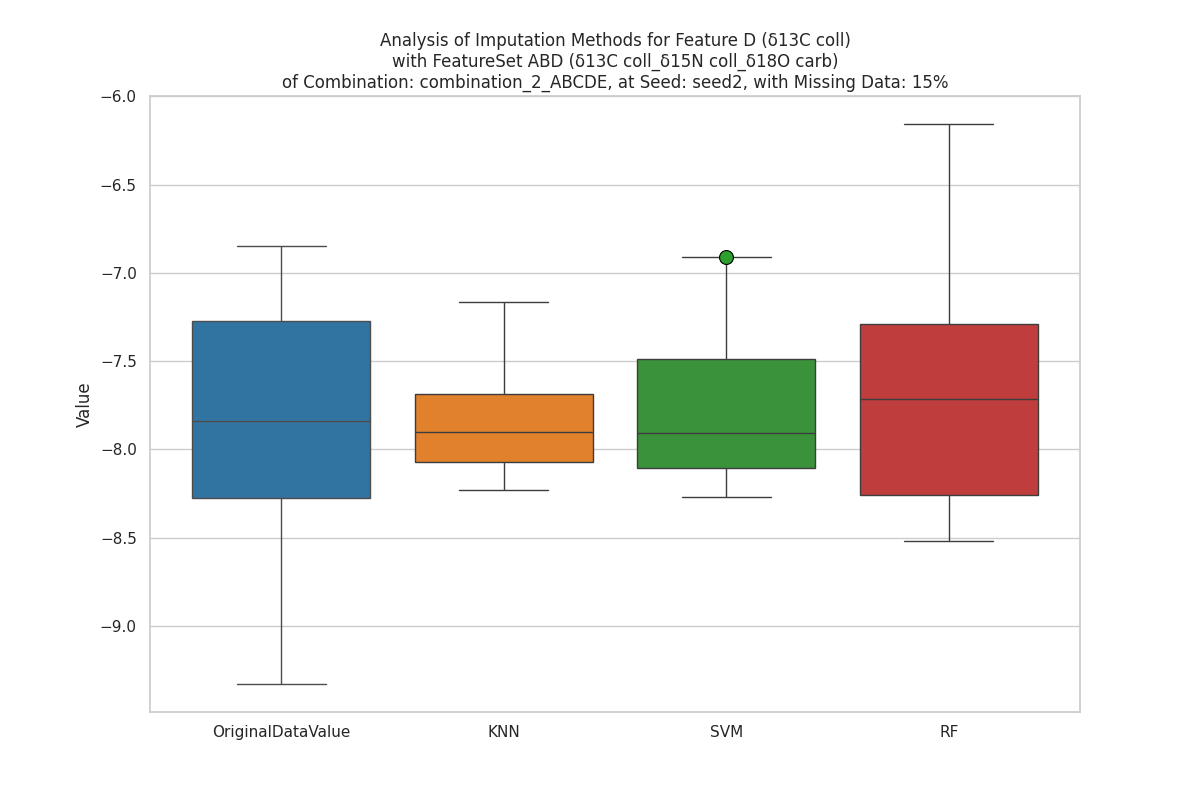 Analysis of Imputation Methods for Feature D (δ13C coll)
with FeatureSet ABD (δ13C coll_δ15N coll_δ18O carb)
of Combination: combination_2_ABCDE, at Seed: seed2, with Missing Data: 15%
−6.0
−6.5
−7.0
−7.5
−8.0
−8.5
−9.0
Value
OriginalDataValue
KNN
SVM
RF